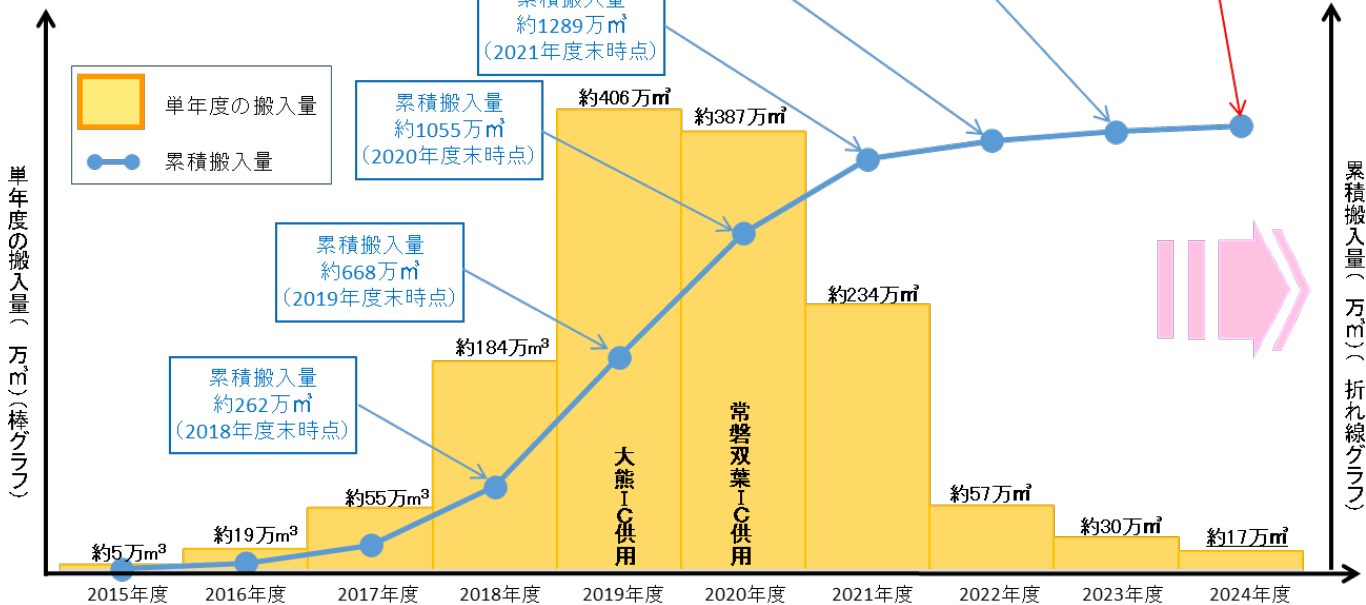 累積搬入量
約1289万㎥
(2021年度末時点)
単年度の搬入量
累積搬入量
累積搬入量
約1055万㎥
(2020年度末時点)
約406万㎥
約387万㎥
累積搬入量
約668万㎥
(2019年度末時点)
約234万㎥
約184万m³
累積搬入量
約262万㎥
(2018年度末時点)
約55万m³
約57万㎥
約19万m³
約30万㎥
約17万㎥
約5万m³
大熊IC供用
常磐双葉IC供用
単年度の搬入量( 万㎥)(棒グラフ)
累積搬入量( 万㎥)( 折れ線グラフ)
2015年度
2016年度
2017年度
2018年度
2019年度
2020年度
2021年度
2022年度
2023年度
2024年度